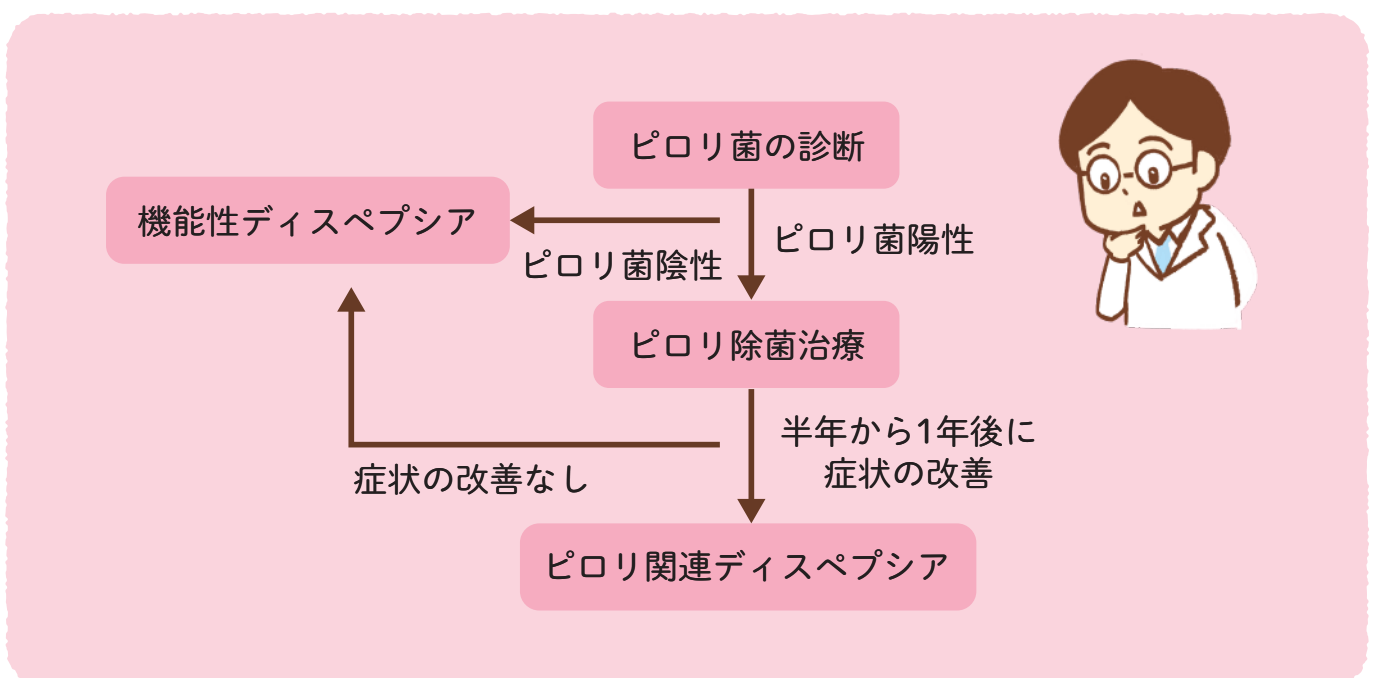 ピロリ菌の診断
機能性ディスペプシア
ピロリ菌陰性
ピロリ菌陽性
ピロリ除菌治療
半年から1年後に
症状の改善
症状の改善なし
ピロリ関連ディスペプシア